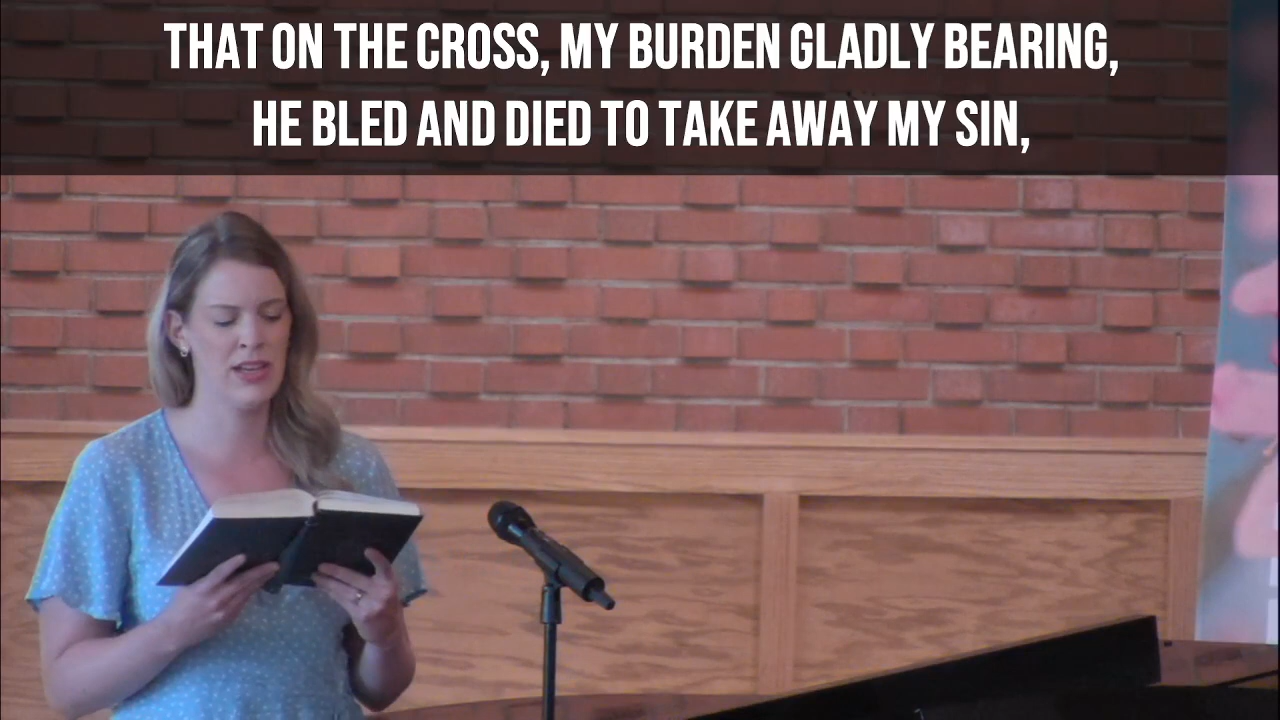 THAT ON THE CROSS, MY BURDEN GLADLY BEARING,
HE BLED AND DIED TO TAKE AWAY MY SIN,